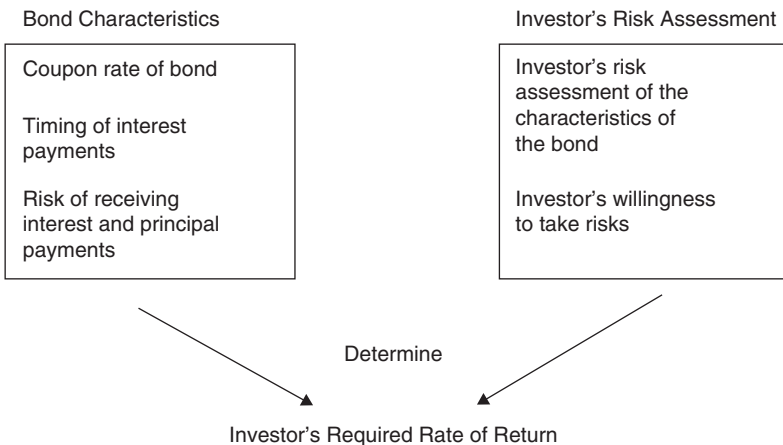 Bond Characteristics
Coupon rate of bond
Timing of interest
payments
Risk of receiving
interest and principal
payments
Investor's Risk Assessment
Investor's risk
assessment of the
characteristics of
the bond
Investor's willingness
to take risks
Determine
Investor's Required Rate of Return